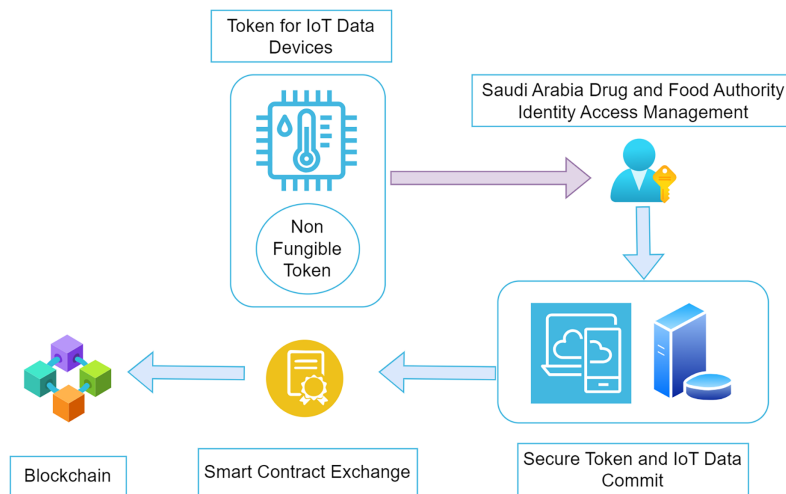 Token for IoT Data
Devices
Saudi Arabia Drug and Food Authority
Identity Access Management
Non
Fungible
Token
Blockchain
Smart Contract Exchange
Secure Token and IoT Data
Commit